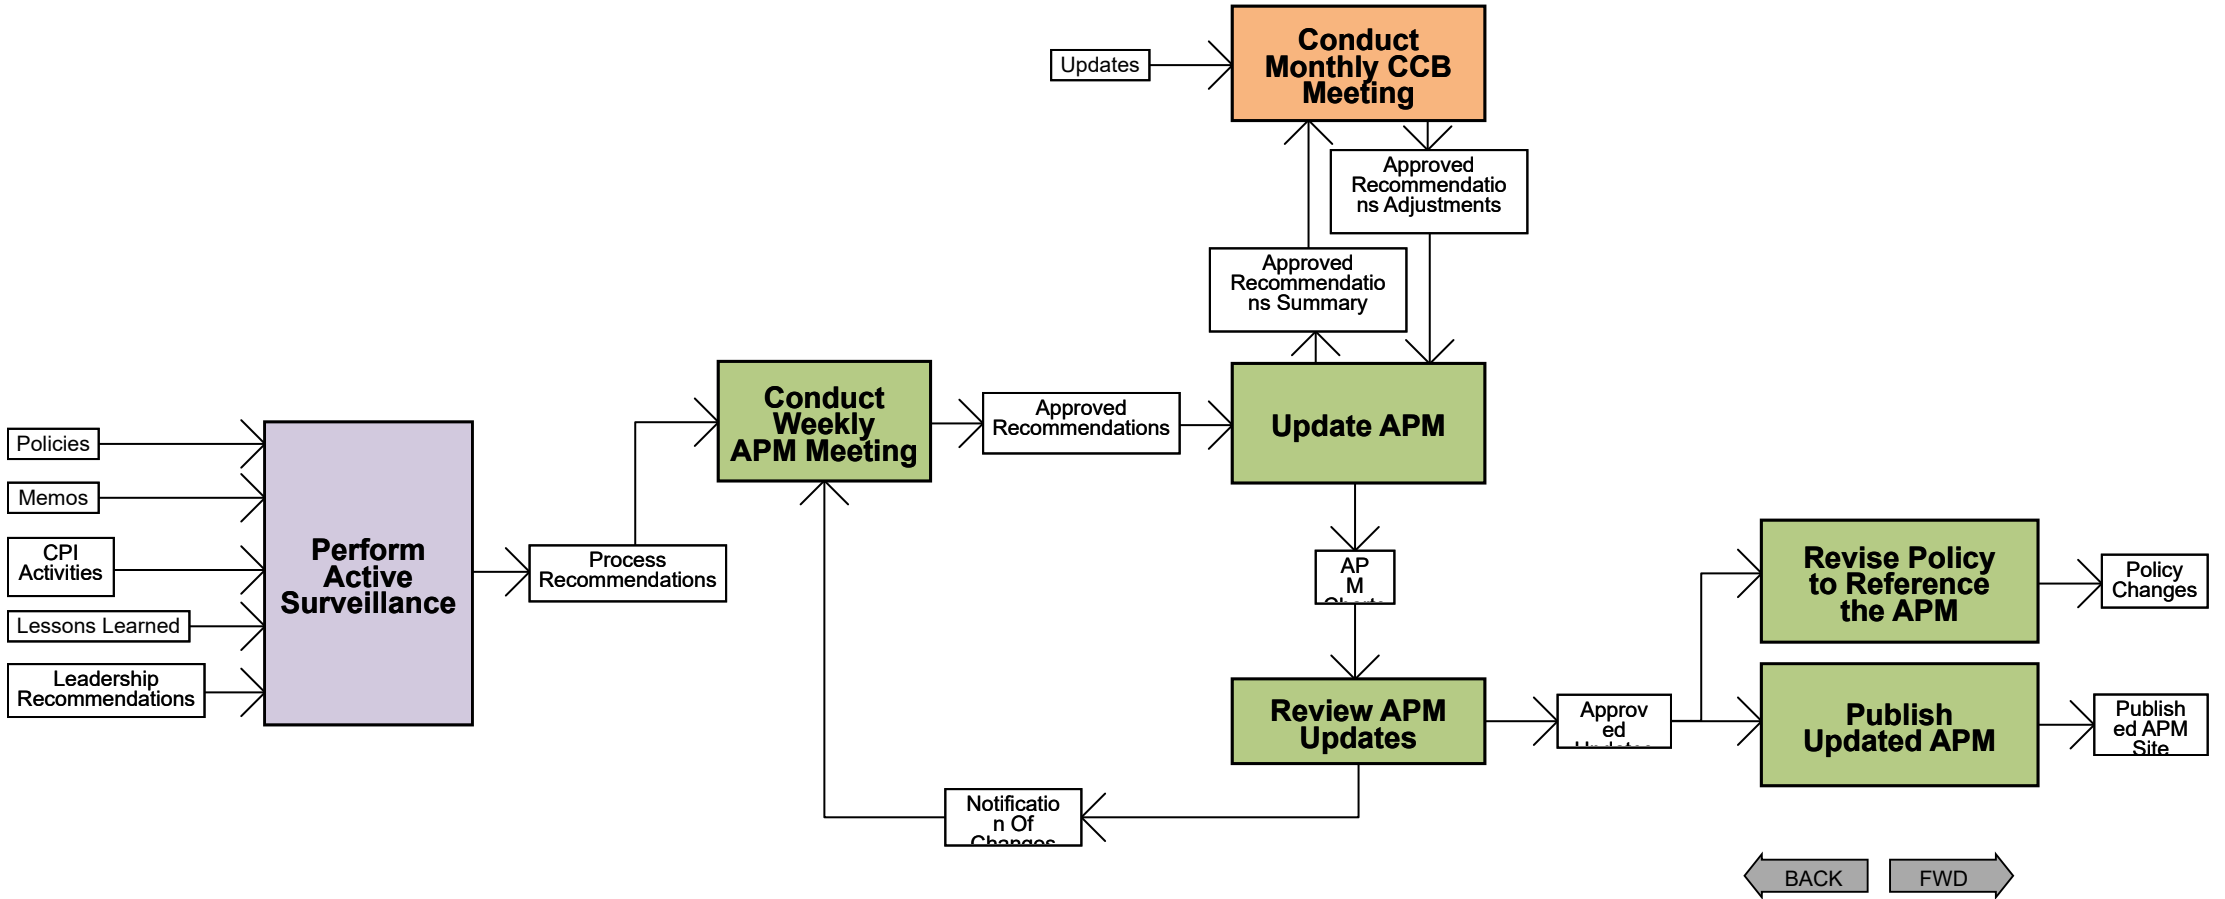 Conduct
Monthly CCB
Meeting
Updates
Approved
Recommendatio
ns Adjustments
Approved
Recommendatio
ns Summary
Conduct
Weekly
APM Meeting
Approved
Recommendations
Update APM
Policies
Memos
CPI
Activities
Lessons Learned
Leadership
Recommendations
Perform
Active
Surveillance
Process
Recommendations
AP
M
Charts
Revise Policy
to Reference
the APM
Policy
Changes
Review APM
Updates
Approv
ed
Updates
Publish
Updated APM
Publish
ed APM
Site
Notificatio
n Of
Changes
BACK
FWD